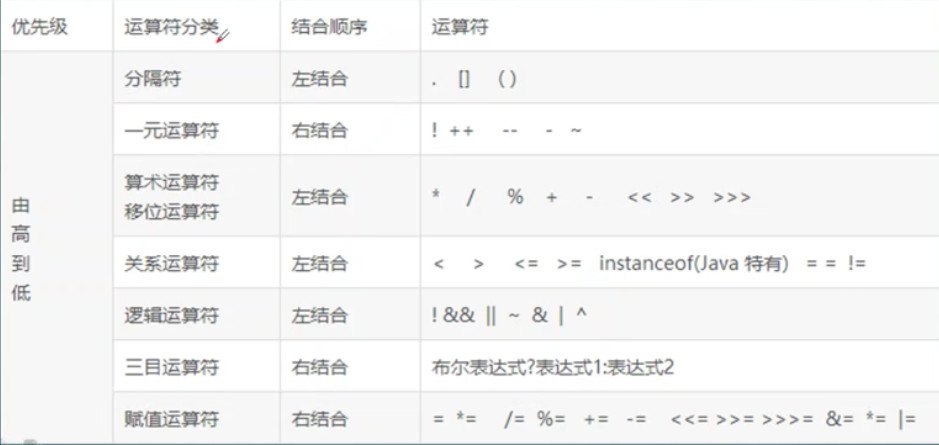 优先级 运算符分类 结合顺序 运算符
分隔符 左结合 . [] ()
一元运算符 右结合 ! ++ -- - ~
算术运算符
移位运算符 左结合 * / % + - << >> >>>
由
高
到
低
关系运算符 左结合 < > <= >= instanceof(Java 特有) == !=
逻辑运算符 左结合 ! && || ~ & | ^
三目运算符 右结合 布尔表达式?表达式1:表达式2
赋值运算符 右结合 = *= /= %= += -= <<= >>= >>>= &= *= |=